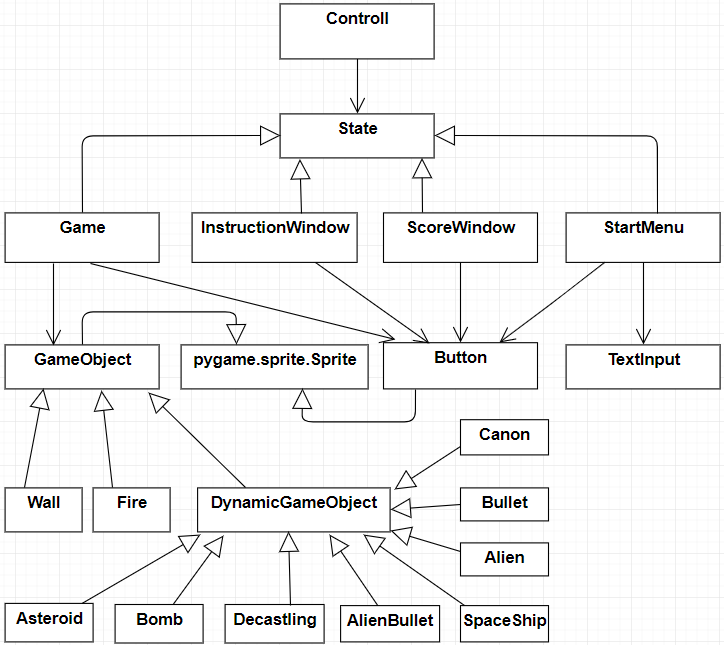 Controll
State
Game
InstructionWindow
ScoreWindow
StartMenu
GameObject
pygame.sprite.Sprite
Button
TextInput
Canon
Wall
Fire
DynamicGameObject
Bullet
Alien
Asteroid
Bomb
Decastling
AlienBullet
SpaceShip